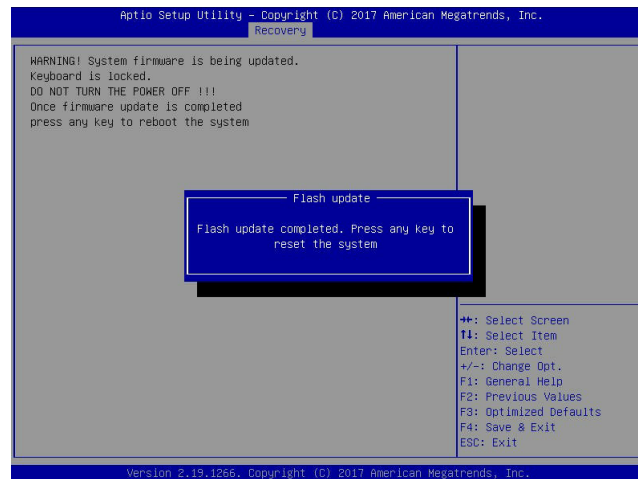 Aptio Setup Utility – Copyright (C) 2017 American Megatrends, Inc.
Recovery
WARNING! System firmware is being updated.
Keyboard is locked.
DO NOT TURN THE POWER OFF !!!
Once firmware update is completed
press any key to reboot the system
Flash update
Flash update completed. Press any key to
reset the system
→←: Select Screen
↑↓: Select Item
Enter: Select
+/-: Change Opt.
F1: General Help
F2: Previous Values
F3: Optimized Defaults
F4: Save & Exit
ESC: Exit
Version 2.19.1266. Copyright (C) 2017 American Megatrends, Inc.